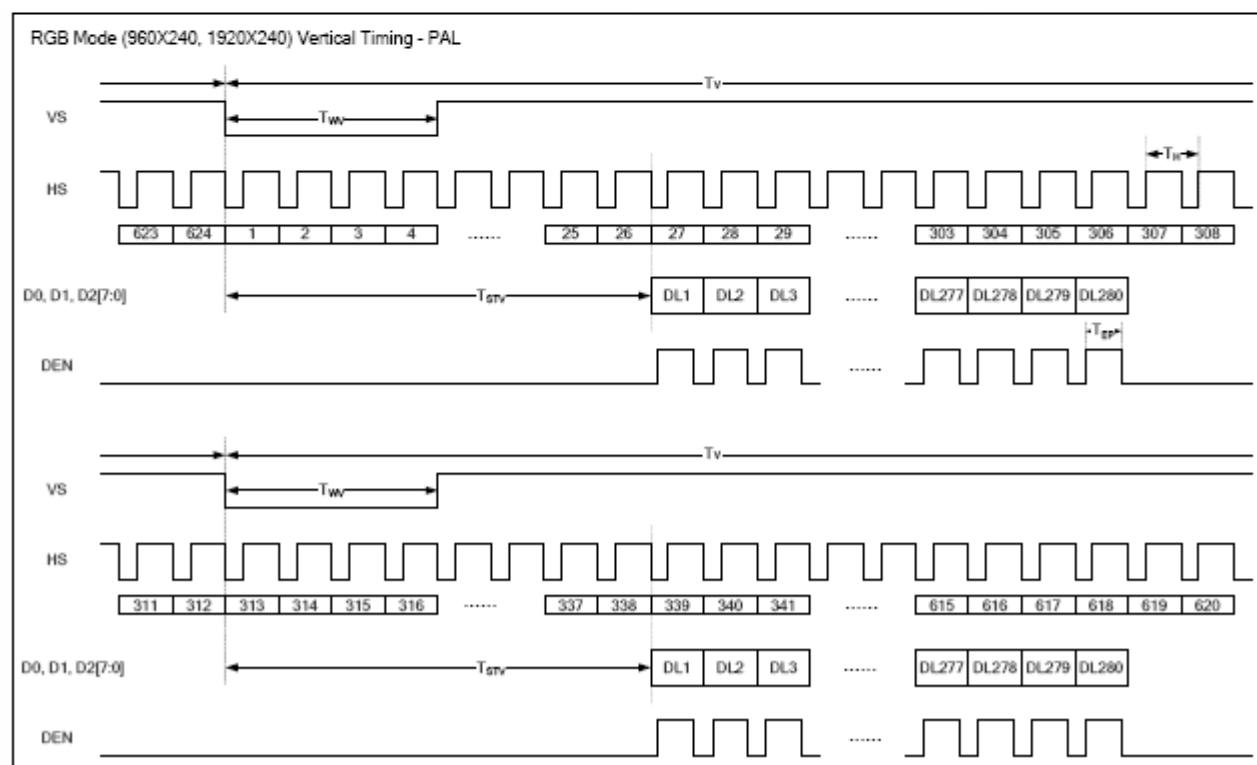 RGB Mode (960X240, 1920X240) Vertical Timing - PAL
Tv
VS
TWV
TH
HS
623 624 1 2 3 4 ....... 25 26 27 28 29 ....... 303 304 305 306 307 308
D0, D1, D2[7:0]
TSTV
DL1 DL2 DL3 ....... DL277 DL278 DL279 DL280
TEP
DEN
.......
Tv
VS
TWV
HS
311 312 313 314 315 316 ....... 337 338 339 340 341 ....... 615 616 617 618 619 620
D0, D1, D2[7:0]
TSTV
DL1 DL2 DL3 ....... DL277 DL278 DL279 DL280
DEN
.......